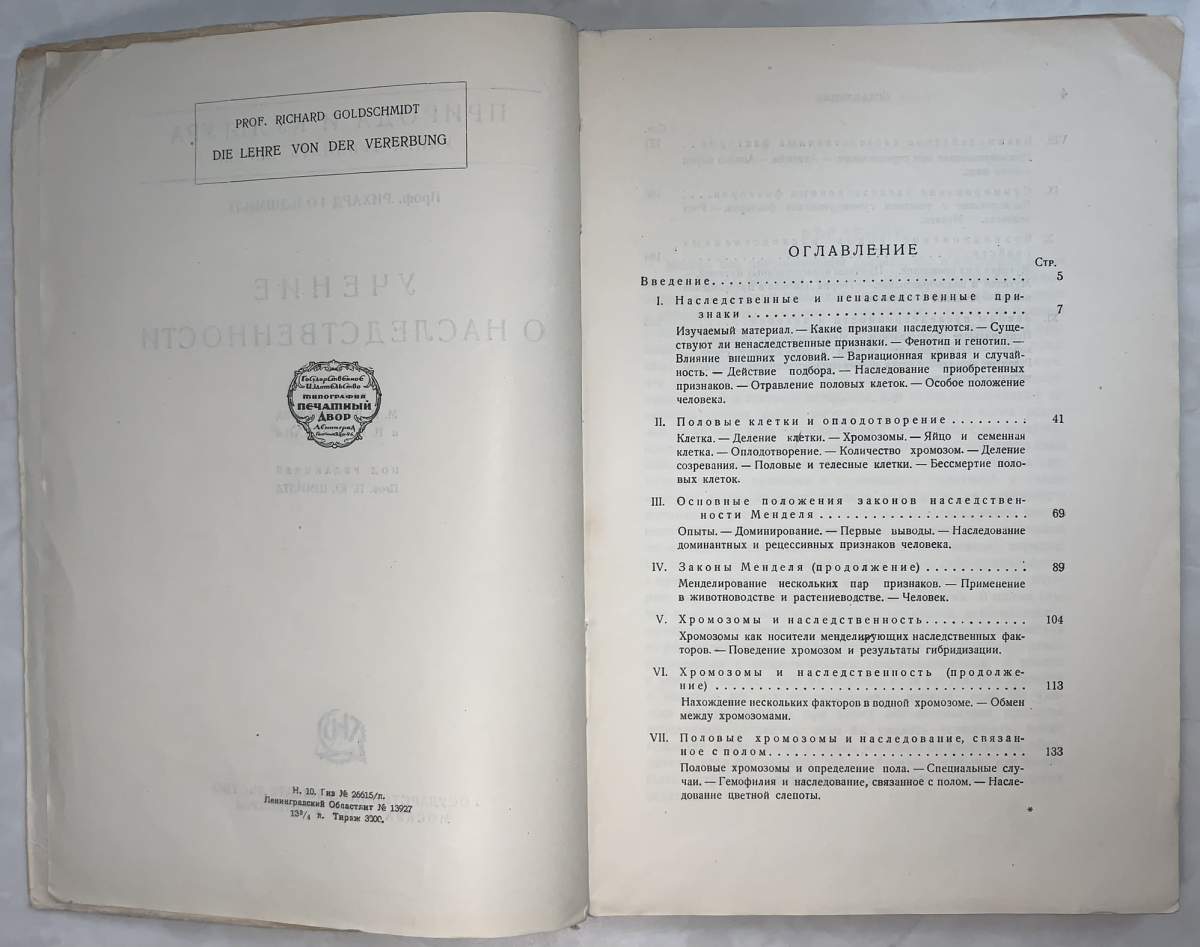 PROF. RICHARD GOLDSCHMIDT
DIE LEHRE VON DER VERERBUNG
УЧЕНИЕ
О НАСЛЕДСТВЕННОСТИ
Государственное
Издательство
типография
ПЕЧАТНЫЙ
ДВОР
Ленинград
Н. 10. Гиз № 26615/л.
Ленинградский Областлит № 13927
13³/₄ л. Тираж 3000.
ОГЛАВЛЕНИЕ
Стр.
Введение. 5
I. Наследственные и ненаследственные при-
знаки 7
Изучаемый материал. — Какие признаки наследуются. — Суще-
ствуют ли ненаследственные признаки. — Фенотип и генотип. —
Влияние внешних условий. — Вариационная кривая и случай-
ность. — Действие подбора. — Наследование приобретенных
признаков. — Отравление половых клеток. — Особое положение
человека.
II. Половые клетки и оплодотворение 41
Клетка. — Деление клетки. — Хромозомы. — Яйцо и семенная
клетка. — Оплодотворение. — Количество хромозом. — Деление
созревания. — Половые и телесные клетки. — Бессмертие поло-
вых клеток.
III. Основные положения законов наследствен-
ности Менделя 69
Опыты. — Доминирование. — Первые выводы. — Наследование
доминантных и рецессивных признаков человека.
IV. Законы Менделя (продолжение) 89
Менделирование нескольких пар признаков. — Применение
в животноводстве и растениеводстве. — Человек.
V. Хромозомы и наследственность 104
Хромозомы как носители менделирующих наследственных фак-
торов. — Поведение хромозом и результаты гибридизации.
VI. Хромозомы и наследственность (продолже-
ние) 113
Нахождение нескольких факторов в водной хромозоме. — Обмен
между хромозомами.
VII. Половые хромозомы и наследование, связан-
ное с полом 133
Половые хромозомы и определение пола. — Специальные слу-
чаи. — Гемофилия и наследование, связанное с полом. — Насле-
дование цветной слепоты.
*